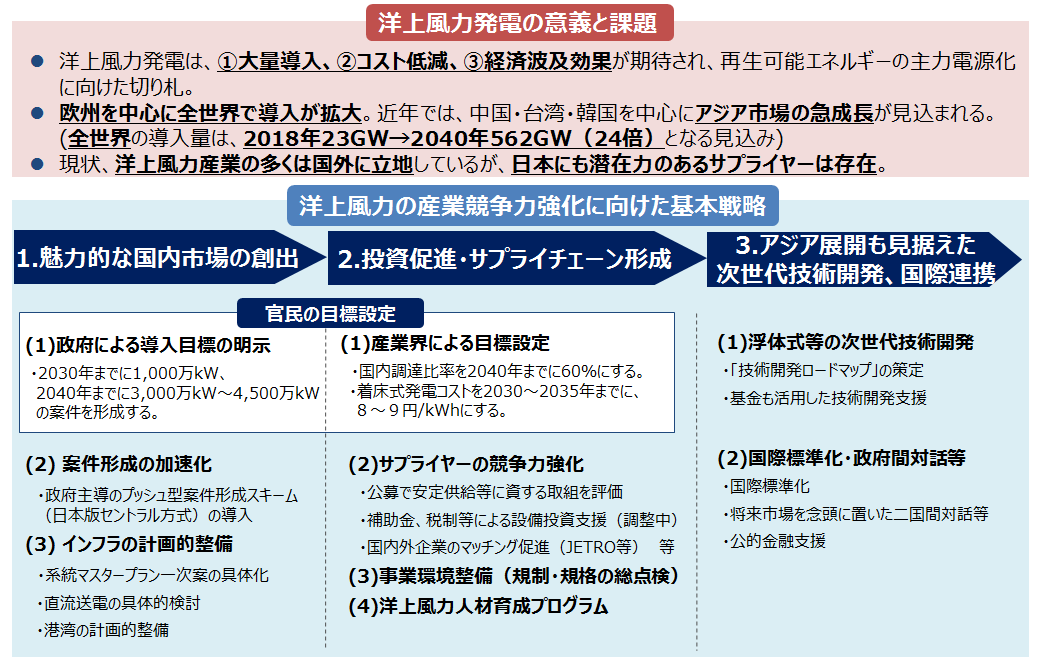 洋上風力発電の意義と課題
● 洋上風力発電は、①大量導入、②コスト低減、③経済波及効果が期待され、再生可能エネルギーの主力電源化
に向けた切り札。
● 欧州を中心に全世界で導入が拡大。近年では、中国・台湾・韓国を中心にアジア市場の急成長が見込まれる。
(全世界の導入量は、2018年23GW→2040年562GW（24倍）となる見込み)
● 現状、洋上風力産業の多くは国外に立地しているが、日本にも潜在力のあるサプライヤーは存在。
洋上風力の産業競争力強化に向けた基本戦略
1.魅力的な国内市場の創出
2.投資促進・サプライチェーン形成
3.アジア展開も見据えた
次世代技術開発、国際連携
官民の目標設定
(1)政府による導入目標の明示
・2030年までに1,000万kW、
2040年までに3,000万kW～4,500万kW
の案件を形成する。
(2) 案件形成の加速化
・政府主導のプッシュ型案件形成スキーム
（日本版セントラル方式）の導入
(3) インフラの計画的整備
・系統マスタープラン一次案の具体化
・直流送電の具体的検討
・港湾の計画的整備
(1)産業界による目標設定
・国内調達比率を2040年までに60%にする。
・着床式発電コストを2030～2035年までに、
８～９円/kWhにする。
(2)サプライヤーの競争力強化
・公募で安定供給等に資する取組を評価
・補助金、税制等による設備投資支援（調整中）
・国内外企業のマッチング促進（JETRO等） 等
(3)事業環境整備（規制・規格の総点検）
(4)洋上風力人材育成プログラム
(1)浮体式等の次世代技術開発
・「技術開発ロードマップ」の策定
・基金も活用した技術開発支援
(2)国際標準化・政府間対話等
・国際標準化
・将来市場を念頭に置いた二国間対話等
・公的金融支援